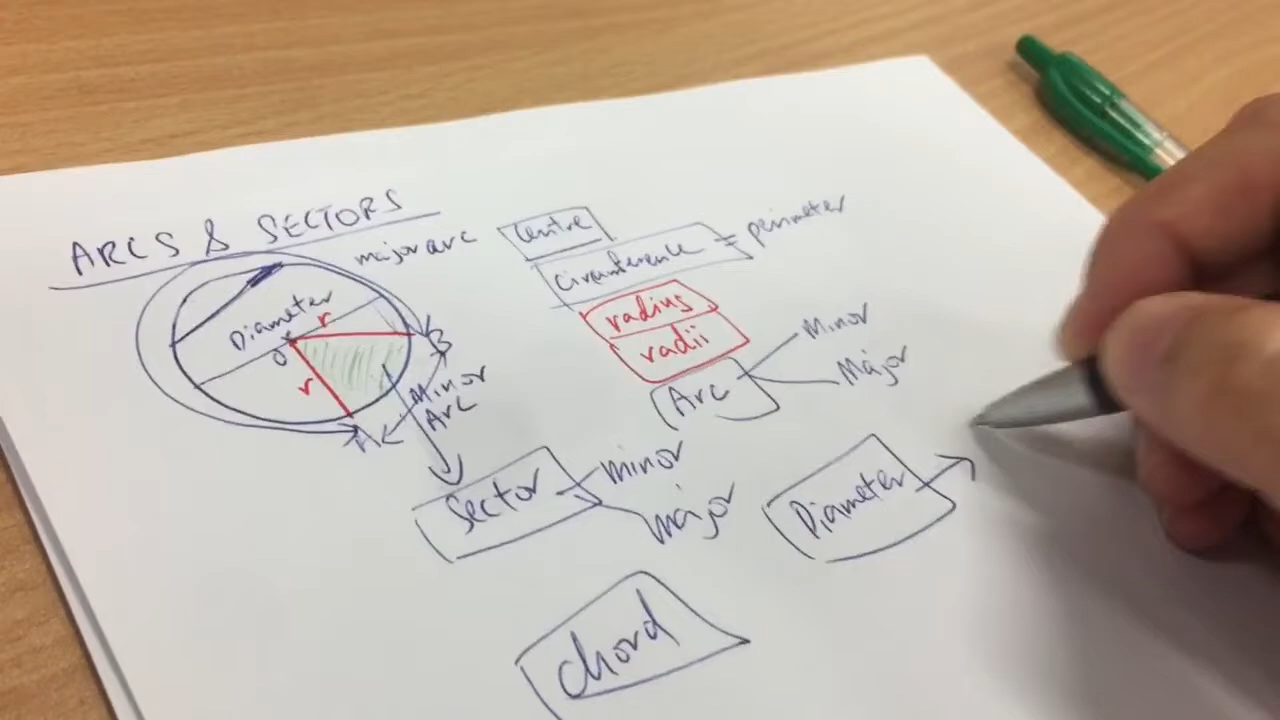 ARCS & SECTORS
major arc
Diameter
r
O
r
B
A
Minor
Arc
centre
circumference = perimeter
radius
radii
Arc
Minor
Major
Sector
minor
major
Diameter
chord